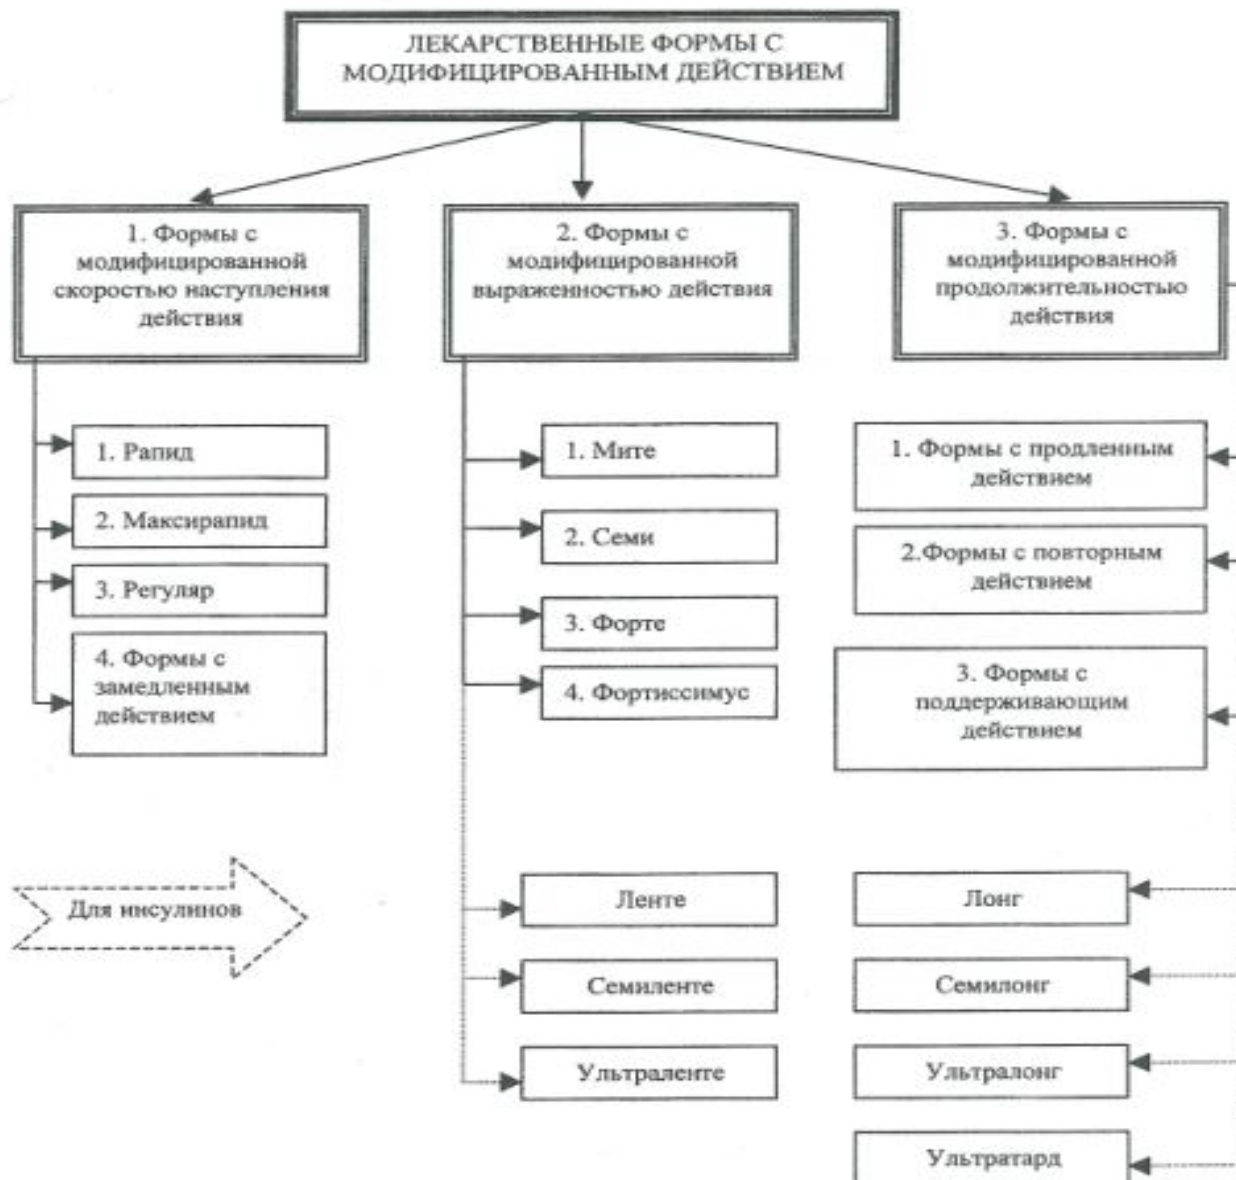 ЛЕКАРСТВЕННЫЕ ФОРМЫ С
МОДИФИЦИРОВАННЫМ ДЕЙСТВИЕМ
1. Формы с
модифицированной
скоростью наступления
действия
2. Формы с
модифицированной
выраженностью действия
3. Формы с
модифицированной
продолжительностью
действия
1. Рапид
2. Максирапид
3. Регуляр
4. Формы с
замедленным
действием
1. Мите
2. Семи
3. Форте
4. Фортиссимус
1. Формы с продленным
действием
2.Формы с повторным
действием
3. Формы с
поддерживающим
действием
Для инсулинов
Ленте
Семиленте
Ультраленте
Лонг
Семилонг
Ультралонг
Ультратард